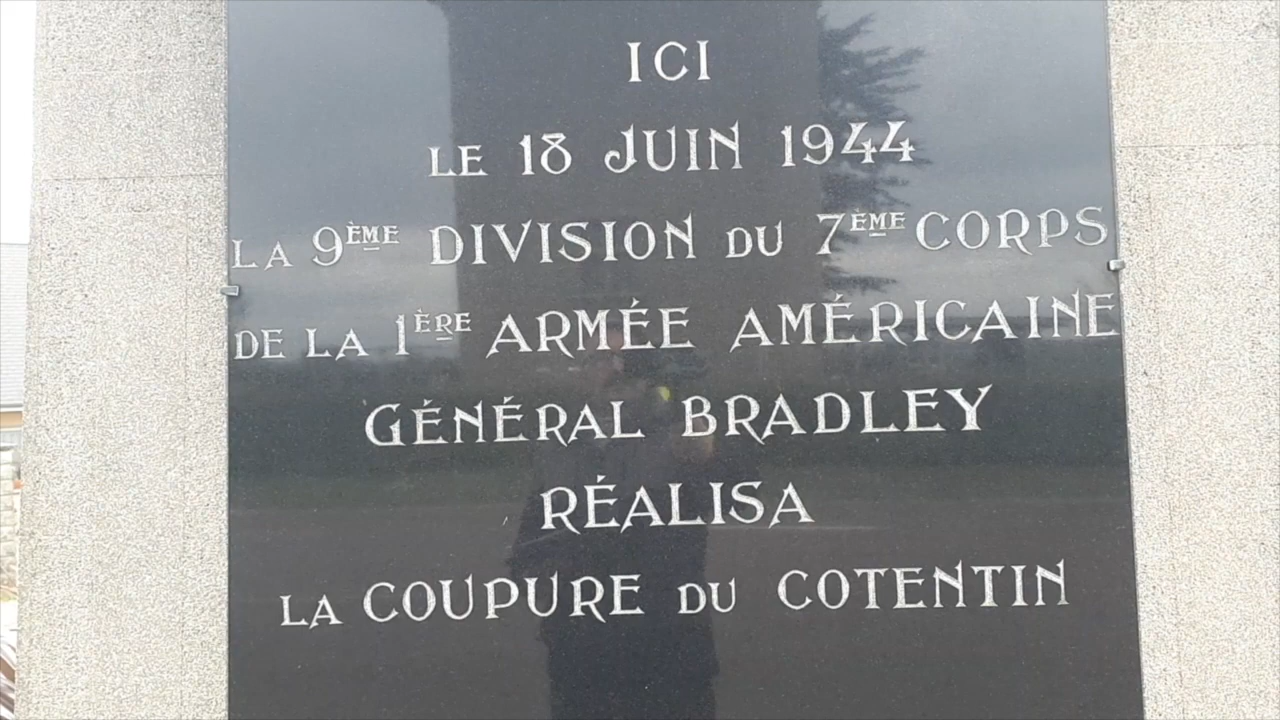 ICI
LE 18 JUIN 1944
LA 9ÈME DIVISION DU 7ÈME CORPS
DE LA 1ÈRE ARMÉE AMÉRICAINE
GÉNÉRAL BRADLEY
RÉALISA
LA COUPURE DU COTENTIN